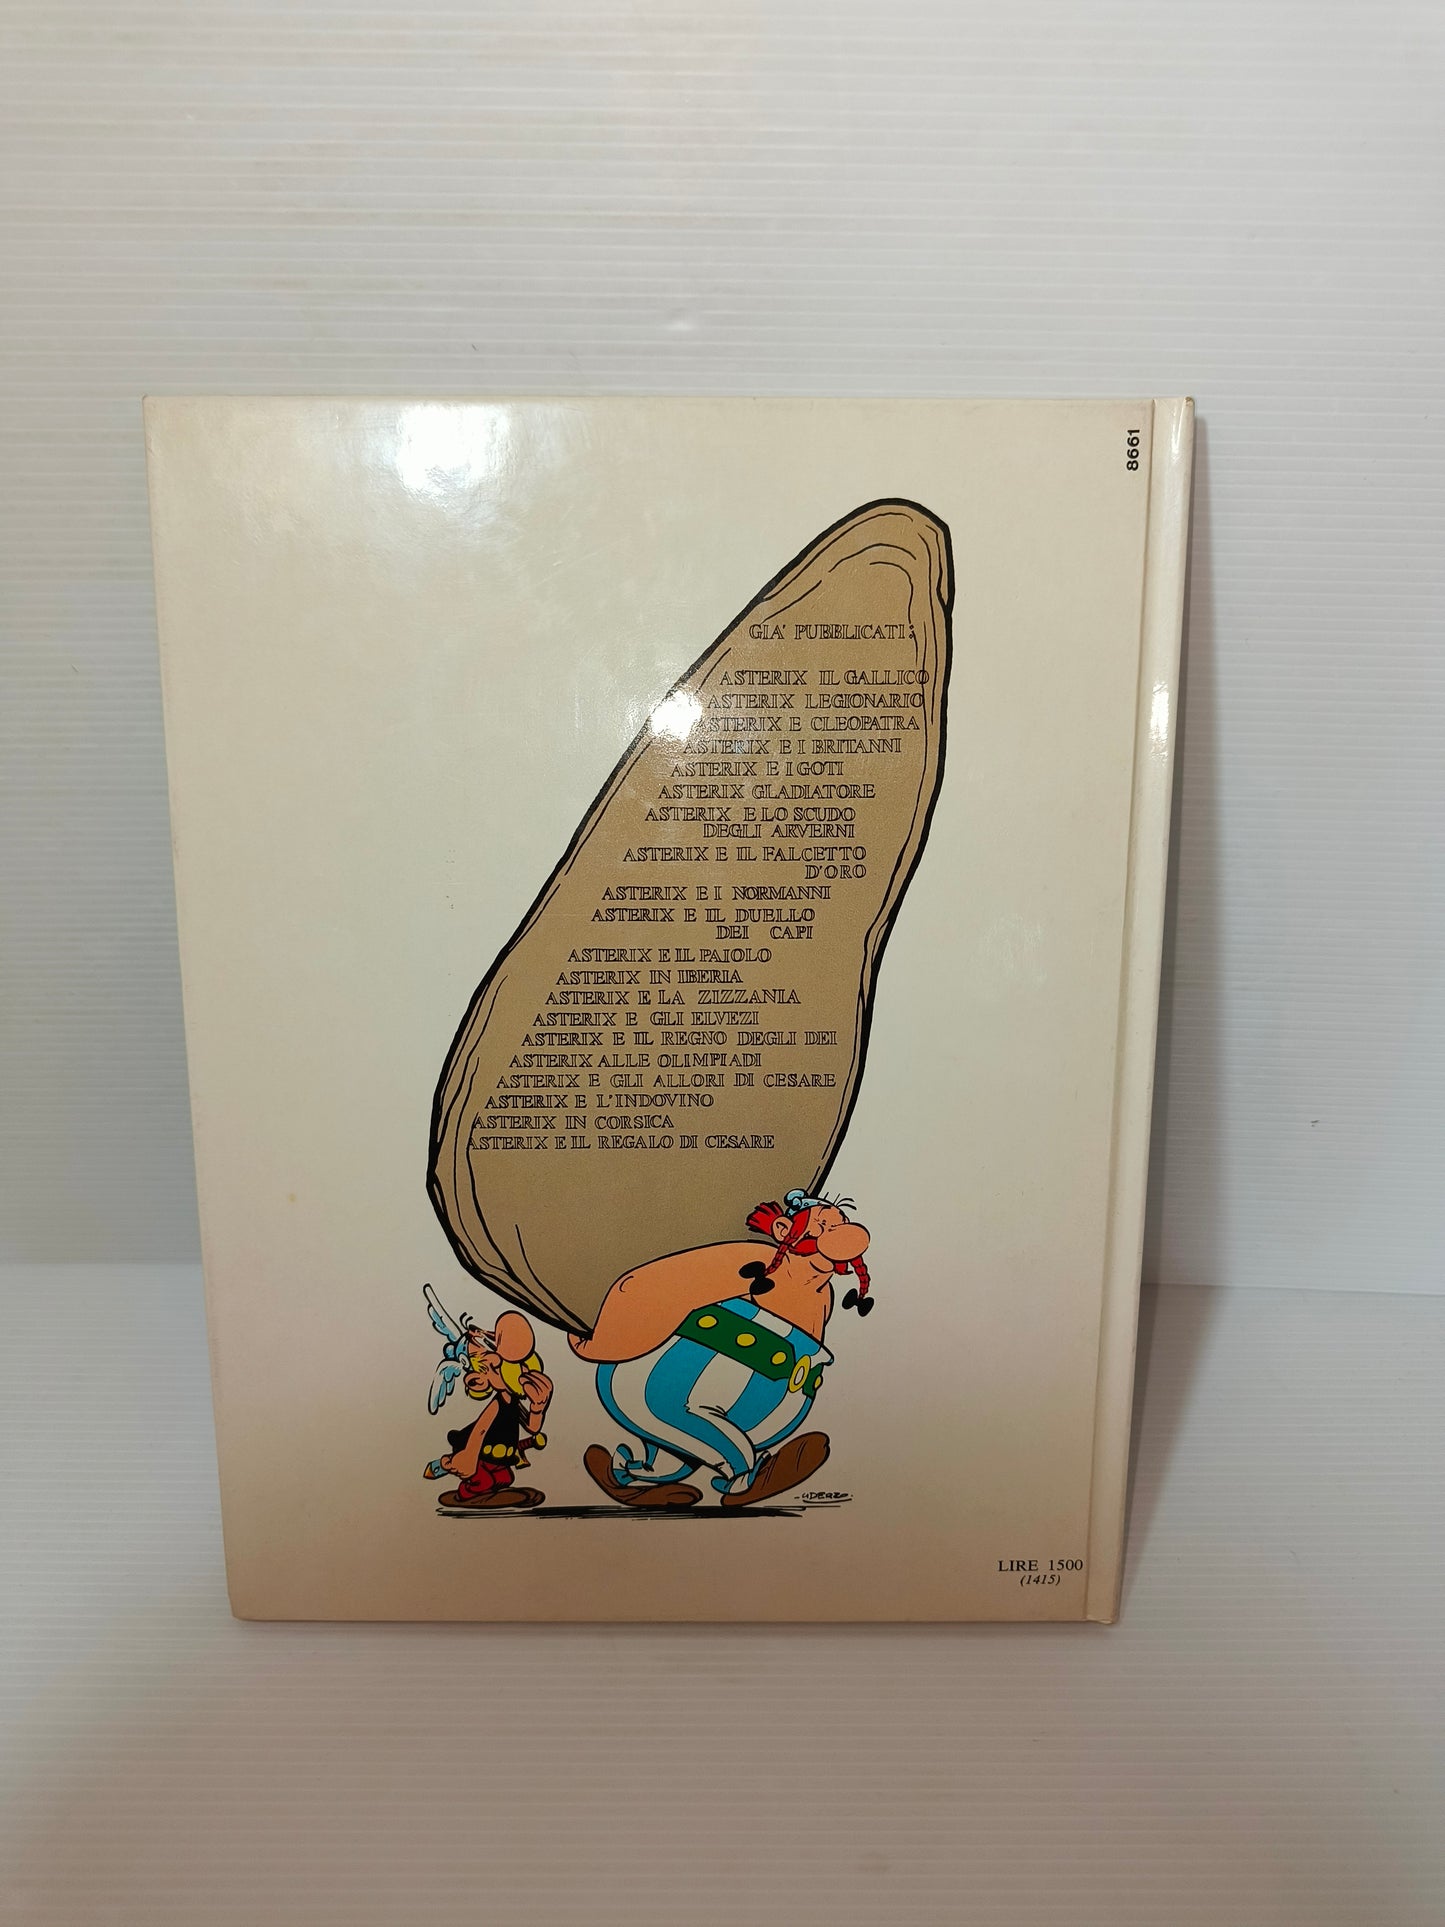 8661
GIA' PUBBLICATI:
ASTERIX IL GALLICO
ASTERIX LEGIONARIO
ASTERIX E CLEOPATRA
ASTERIX E I BRITANNI
ASTERIX E I GOTI
ASTERIX GLADIATORE
ASTERIX E LO SCUDO
DEGLI ARVERNI
ASTERIX E IL FALCETTO
D'ORO
ASTERIX E I NORMANNI
ASTERIX E IL DUELLO
DEI CAPI
ASTERIX E IL PAIOLO
ASTERIX IN IBERIA
ASTERIX E LA ZIZZANIA
ASTERIX E GLI ELVEZI
ASTERIX E IL REGNO DEGLI DEI
ASTERIX ALLE OLIMPIADI
ASTERIX E GLI ALLORI DI CESARE
ASTERIX E L'INDOVINO
ASTERIX IN CORSICA
ASTERIX E IL REGALO DI CESARE
-UDERZO-
LIRE 1500
(1415)